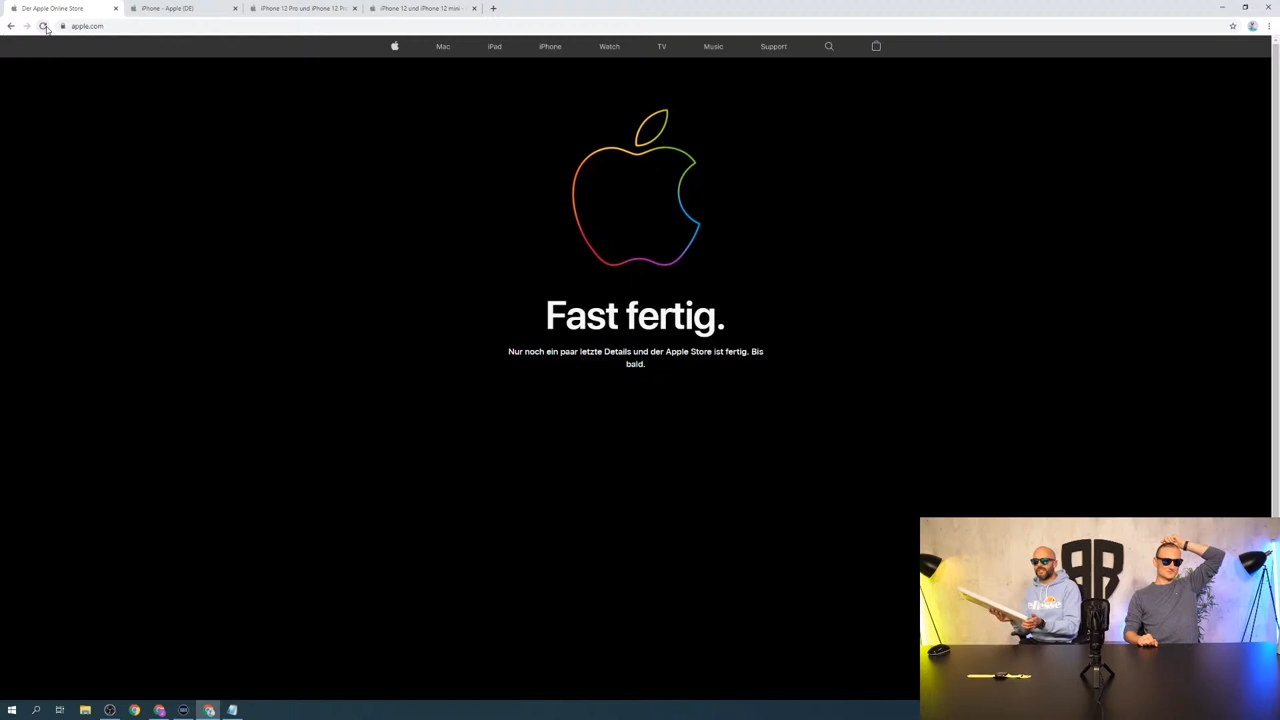 Der Apple Online Store
iPhone - Apple (DE)
iPhone 12 Pro und iPhone 12 Pr
iPhone 12 und iPhone 12 mini -
apple.com
Mac
iPad
iPhone
Watch
TV
Music
Support
Fast fertig.
Nur noch ein paar letzte Details und der Apple Store ist fertig. Bis
bald.
ellesse